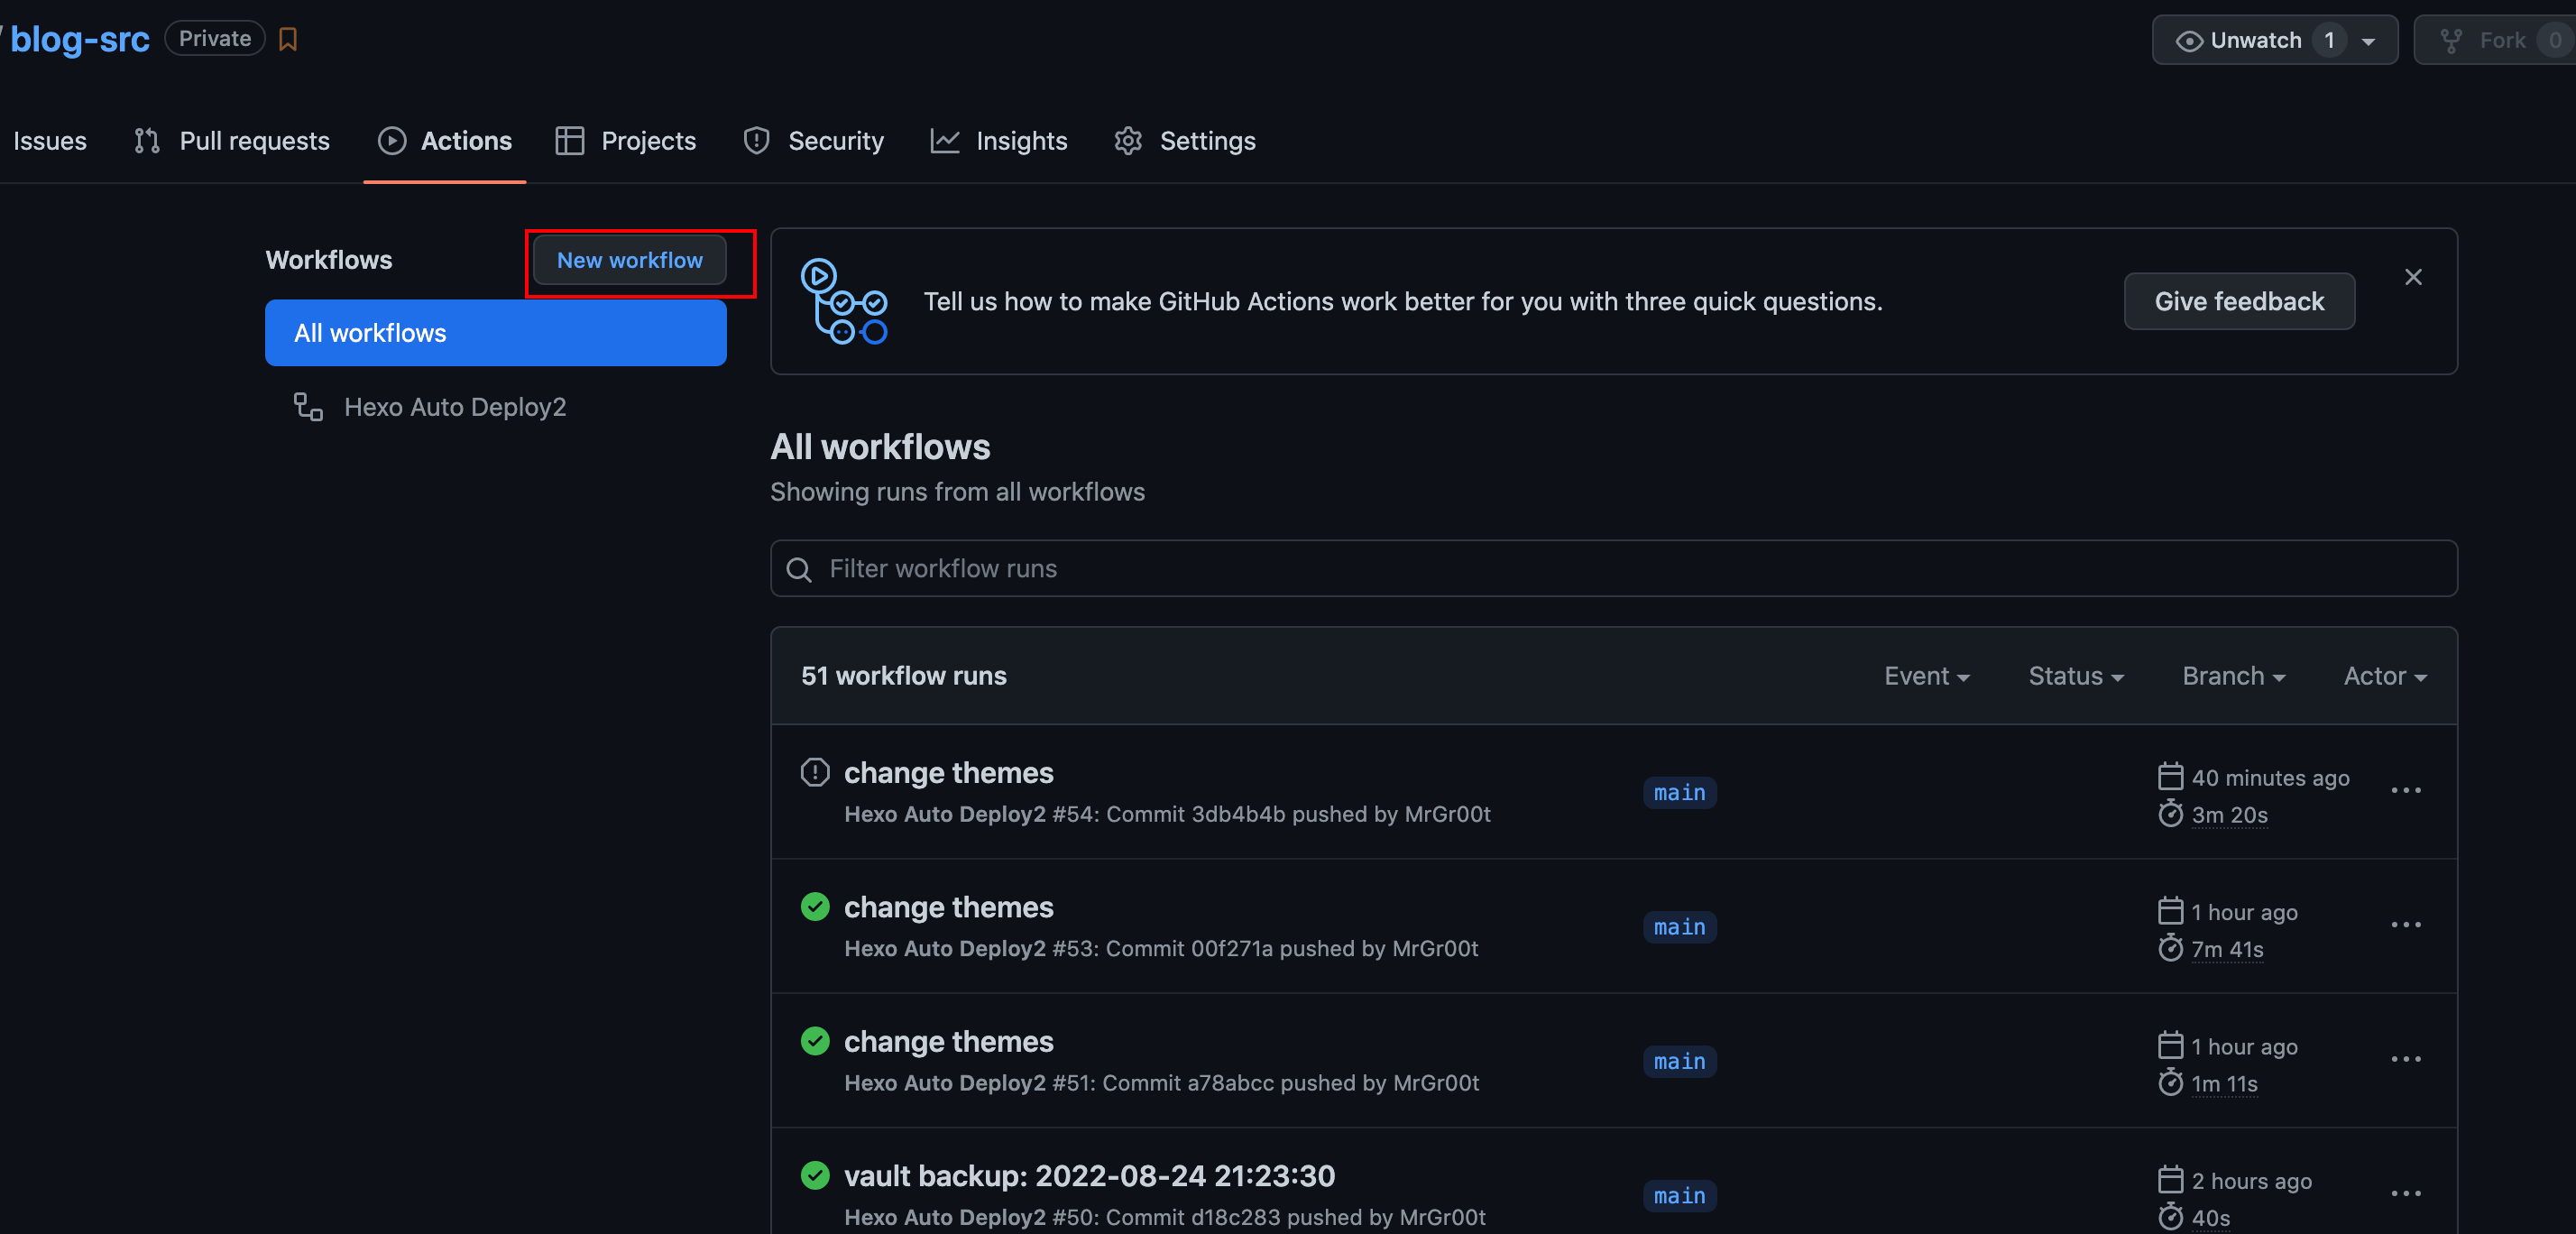 / blog-src Private
Unwatch 1
Fork 0
Issues Pull requests Actions Projects Security Insights Settings
Workflows
New workflow
All workflows
Hexo Auto Deploy2
Tell us how to make GitHub Actions work better for you with three quick questions.
Give feedback
All workflows
Showing runs from all workflows
Filter workflow runs
51 workflow runs
Event Status Branch Actor
change themes
Hexo Auto Deploy2 #54: Commit 3db4b4b pushed by MrGr00t
main
40 minutes ago
3m 20s
change themes
Hexo Auto Deploy2 #53: Commit 00f271a pushed by MrGr00t
main
1 hour ago
7m 41s
change themes
Hexo Auto Deploy2 #51: Commit a78abcc pushed by MrGr00t
main
1 hour ago
1m 11s
vault backup: 2022-08-24 21:23:30
Hexo Auto Deploy2 #50: Commit d18c283 pushed by MrGr00t
main
2 hours ago
40s